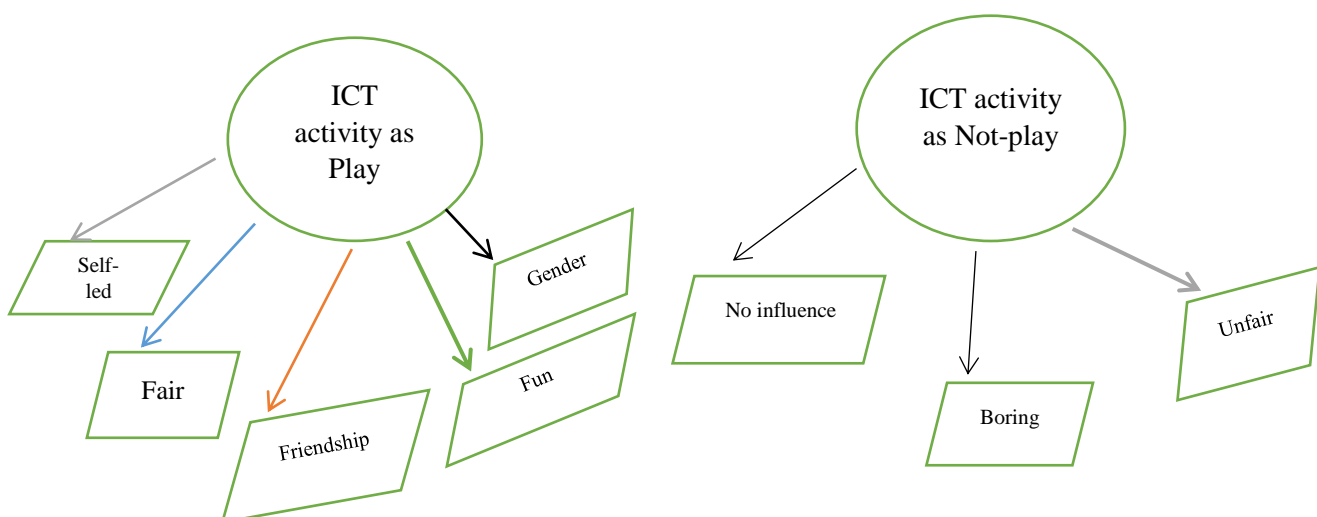 ICT
activity as
Play
ICT activity
as Not-play
Self-
led
Fair
Friendship
Fun
Gender
No influence
Boring
Unfair